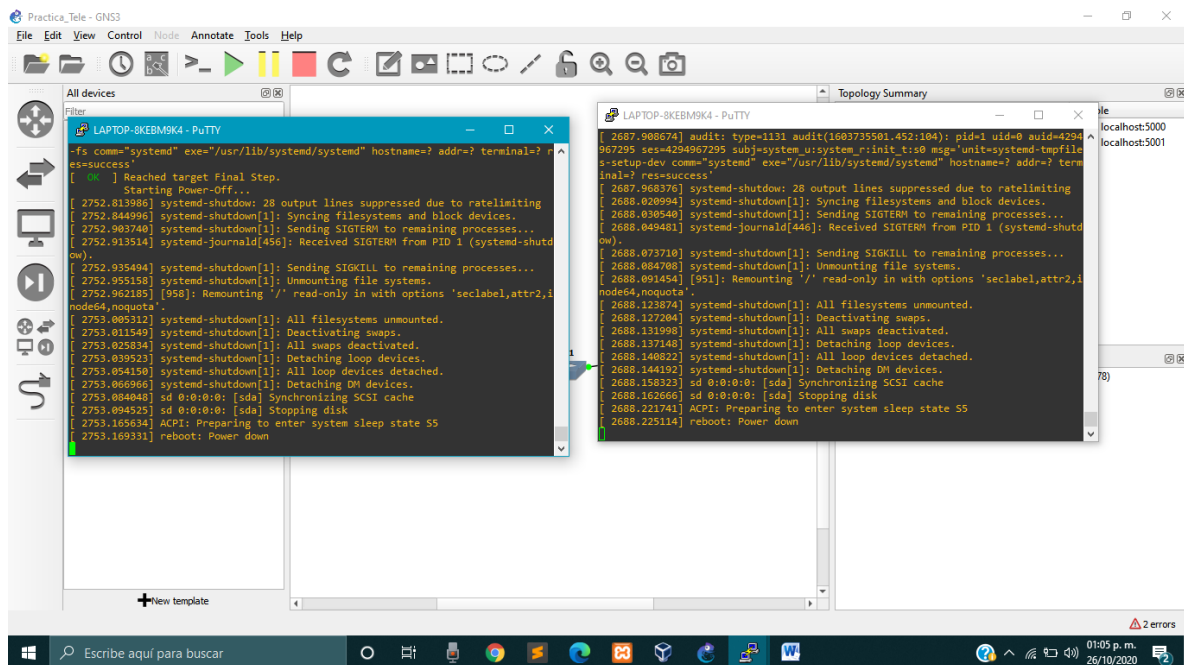 Practica_Tele - GNS3
File Edit View Control Node Annotate Tools Help
All devices
Filter
LAPTOP-8KEBM9K4 - PuTTY
-fs comm="systemd" exe="/usr/lib/systemd/systemd" hostname=? addr=? terminal=? r
es=success'
[  OK  ] Reached target Final Step.
         Starting Power-Off...
[ 2752.813986] systemd-shutdow: 28 output lines suppressed due to ratelimiting
[ 2752.844996] systemd-shutdown[1]: Syncing filesystems and block devices.
[ 2752.903740] systemd-shutdown[1]: Sending SIGTERM to remaining processes...
[ 2752.913514] systemd-journald[456]: Received SIGTERM from PID 1 (systemd-shutd
ow).
[ 2752.935494] systemd-shutdown[1]: Sending SIGKILL to remaining processes...
[ 2752.955158] systemd-shutdown[1]: Unmounting file systems.
[ 2752.962185] [958]: Remounting '/' read-only in with options 'seclabel,attr2,i
node64,noquota'.
[ 2753.005312] systemd-shutdown[1]: All filesystems unmounted.
[ 2753.011549] systemd-shutdown[1]: Deactivating swaps.
[ 2753.025834] systemd-shutdown[1]: All swaps deactivated.
[ 2753.039523] systemd-shutdown[1]: Detaching loop devices.
[ 2753.054150] systemd-shutdown[1]: All loop devices detached.
[ 2753.066966] systemd-shutdown[1]: Detaching DM devices.
[ 2753.084048] sd 0:0:0:0: [sda] Synchronizing SCSI cache
[ 2753.094525] sd 0:0:0:0: [sda] Stopping disk
[ 2753.165634] ACPI: Preparing to enter system sleep state S5
[ 2753.169331] reboot: Power down
New template
1
LAPTOP-8KEBM9K4 - PuTTY
[ 2687.908674] audit: type=1131 audit(1603735501.452:104): pid=1 uid=0 auid=4294
967295 ses=4294967295 subj=system_u:system_r:init_t:s0 msg='unit=systemd-tmpfile
s-setup-dev comm="systemd" exe="/usr/lib/systemd/systemd" hostname=? addr=? term
inal=? res=success'
[ 2687.968376] systemd-shutdow: 28 output lines suppressed due to ratelimiting
[ 2688.020994] systemd-shutdown[1]: Syncing filesystems and block devices.
[ 2688.030540] systemd-shutdown[1]: Sending SIGTERM to remaining processes...
[ 2688.049481] systemd-journald[446]: Received SIGTERM from PID 1 (systemd-shutd
ow).
[ 2688.073710] systemd-shutdown[1]: Sending SIGKILL to remaining processes...
[ 2688.084708] systemd-shutdown[1]: Unmounting file systems.
[ 2688.091454] [951]: Remounting '/' read-only in with options 'seclabel,attr2,i
node64,noquota'.
[ 2688.123874] systemd-shutdown[1]: All filesystems unmounted.
[ 2688.127204] systemd-shutdown[1]: Deactivating swaps.
[ 2688.131998] systemd-shutdown[1]: All swaps deactivated.
[ 2688.137148] systemd-shutdown[1]: Detaching loop devices.
[ 2688.140822] systemd-shutdown[1]: All loop devices detached.
[ 2688.144192] systemd-shutdown[1]: Detaching DM devices.
[ 2688.158323] sd 0:0:0:0: [sda] Synchronizing SCSI cache
[ 2688.162666] sd 0:0:0:0: [sda] Stopping disk
[ 2688.221741] ACPI: Preparing to enter system sleep state S5
[ 2688.225114] reboot: Power down
Topology Summary
ole
localhost:5000
localhost:5001
78)
2 errors
Escribe aquí para buscar
01:05 p. m.
26/10/2020
2